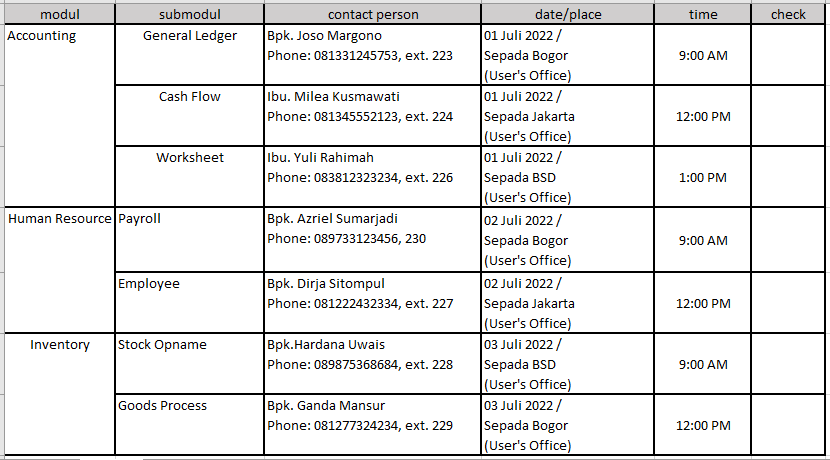 modul submodul contact person date/place time check
Accounting General Ledger Bpk. Joso Margono 01 Juli 2022 /
Phone: 081331245753, ext. 223 Sepada Bogor 9:00 AM
(User's Office)
Cash Flow Ibu. Milea Kusmawati 01 Juli 2022 /
Phone: 081345552123, ext. 224 Sepada Jakarta 12:00 PM
(User's Office)
Worksheet Ibu. Yuli Rahimah 01 Juli 2022 /
Phone: 083812323234, ext. 226 Sepada BSD 1:00 PM
(User's Office)
Human Resource Payroll Bpk. Azriel Sumarjadi 02 Juli 2022 /
Phone: 089733123456, 230 Sepada Bogor 9:00 AM
(User's Office)
Employee Bpk. Dirja Sitompul 02 Juli 2022 /
Phone: 081222432334, ext. 227 Sepada Jakarta 12:00 PM
(User's Office)
Inventory Stock Opname Bpk.Hardana Uwais 03 Juli 2022 /
Phone: 089875368684, ext. 228 Sepada BSD 9:00 AM
(User's Office)
Goods Process Bpk. Ganda Mansur 03 Juli 2022 /
Phone: 081277324234, ext. 229 Sepada Bogor 12:00 PM
(User's Office)